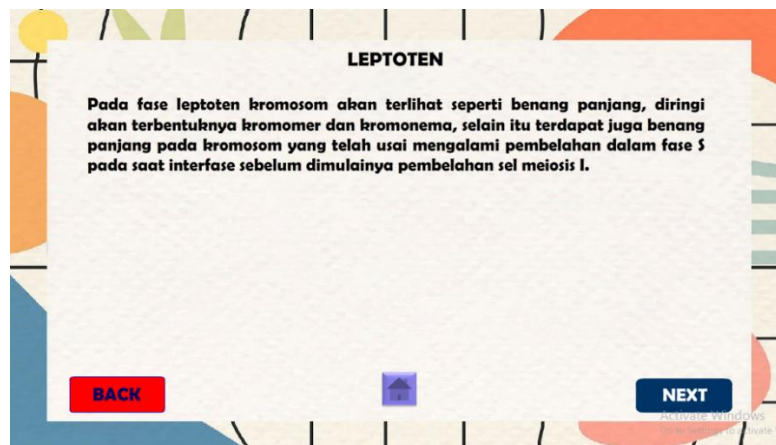 LEPTOTEN
Pada fase leptoten kromosom akan terlihat seperti benang panjang, diringi
akan terbentuknya kromomer dan kromonema, selain itu terdapat juga benang
panjang pada kromosom yang telah usai mengalami pembelahan dalam fase S
pada saat interfase sebelum dimulainya pembelahan sel meiosis I.
BACK
NEXT
Activate Windows